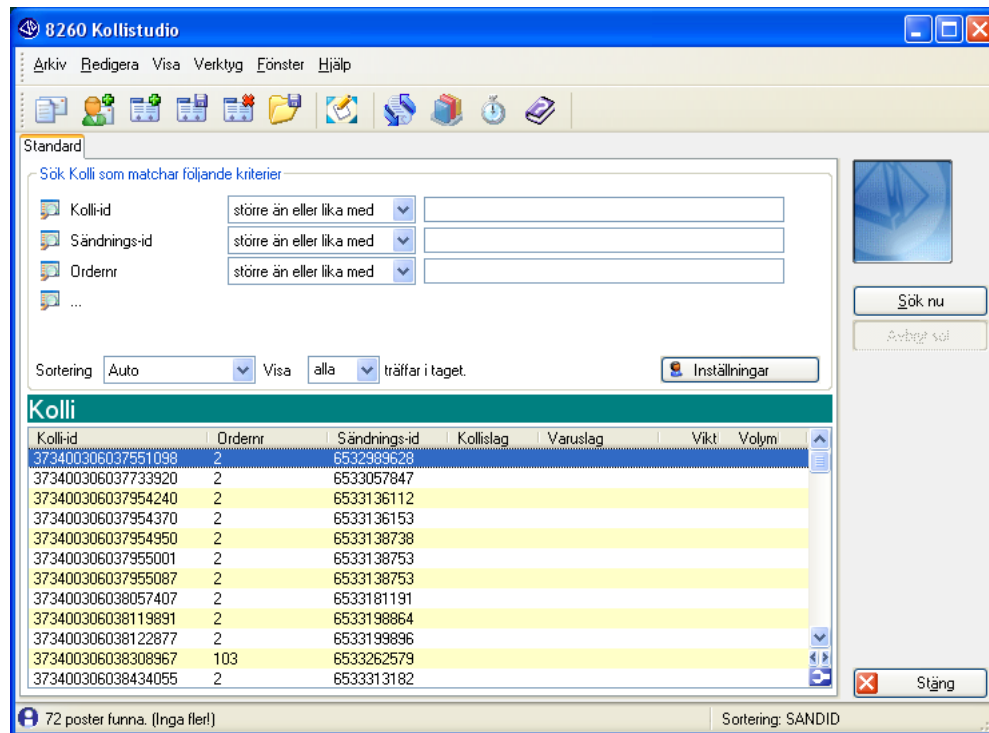 8260 Kollistudio
Arkiv Redigera Visa Verktyg Fönster Hjälp
Standard
Sök Kolli som matchar följande kriterier
Kolli-id större än eller lika med
Sändnings-id större än eller lika med
Ordernr större än eller lika med
...
Sök nu
Avbryt sök
Sortering Auto Visa alla träffar i taget. Inställningar
Kolli
Kolli-id Ordernr Sändnings-id Kollislag Varuslag Vikt Volym
373400306037551098 2 6532989628
373400306037733920 2 6533057847
373400306037954240 2 6533136112
373400306037954370 2 6533136153
373400306037954950 2 6533138738
373400306037955001 2 6533138753
373400306037955087 2 6533138753
373400306038057407 2 6533181191
373400306038119891 2 6533198864
373400306038122877 2 6533199896
373400306038308967 103 6533262579
373400306038434055 2 6533313182
Stäng
72 poster funna. (Inga fler!) Sortering: SANDID